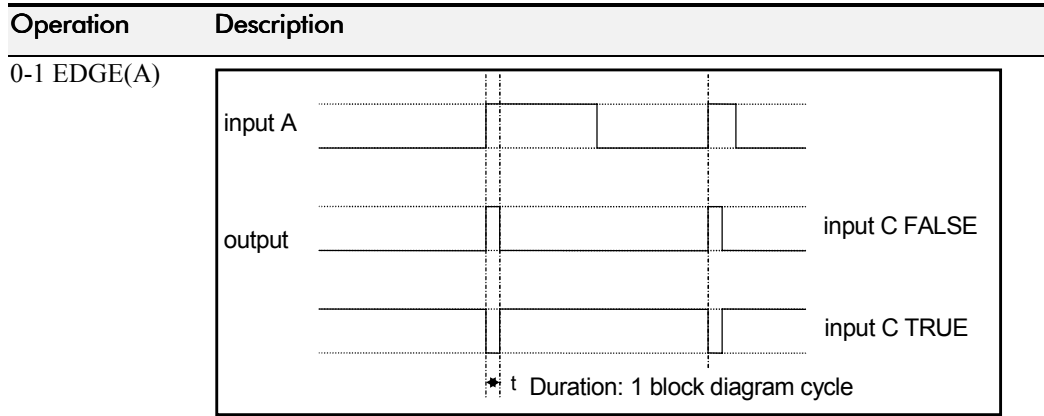 Operation Description
0-1 EDGE(A)
input A
output
input C FALSE
input C TRUE
t Duration: 1 block diagram cycle